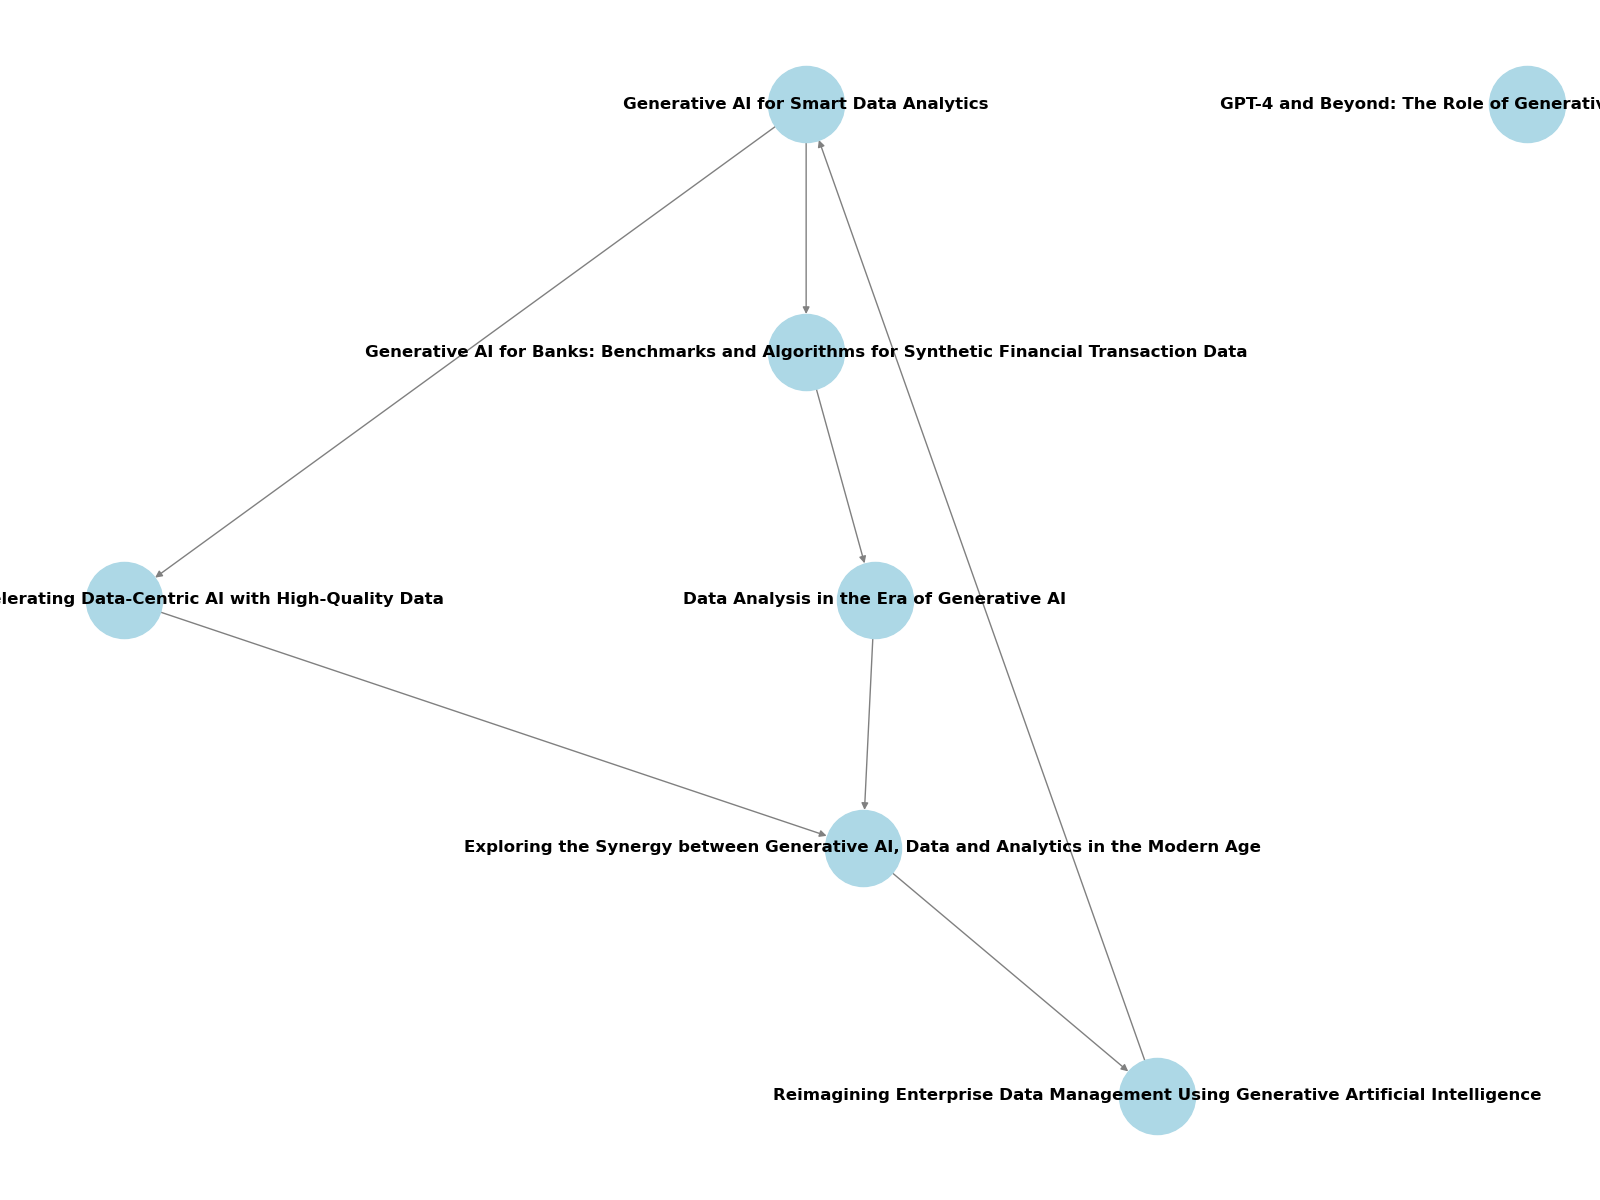 Generative AI for Smart Data Analytics
GPT-4 and Beyond: The Role of
Generative AI for Banks: Benchmarks and Algorithms for Synthetic Financial Transaction Data
Data-Centric AI with High-Quality Data
Data Analysis in the Era of Generative AI
Exploring the Synergy between Generative AI, Data and Analytics in the Modern Age
Reimagining Enterprise Data Management Using Generative Artificial Intelligence